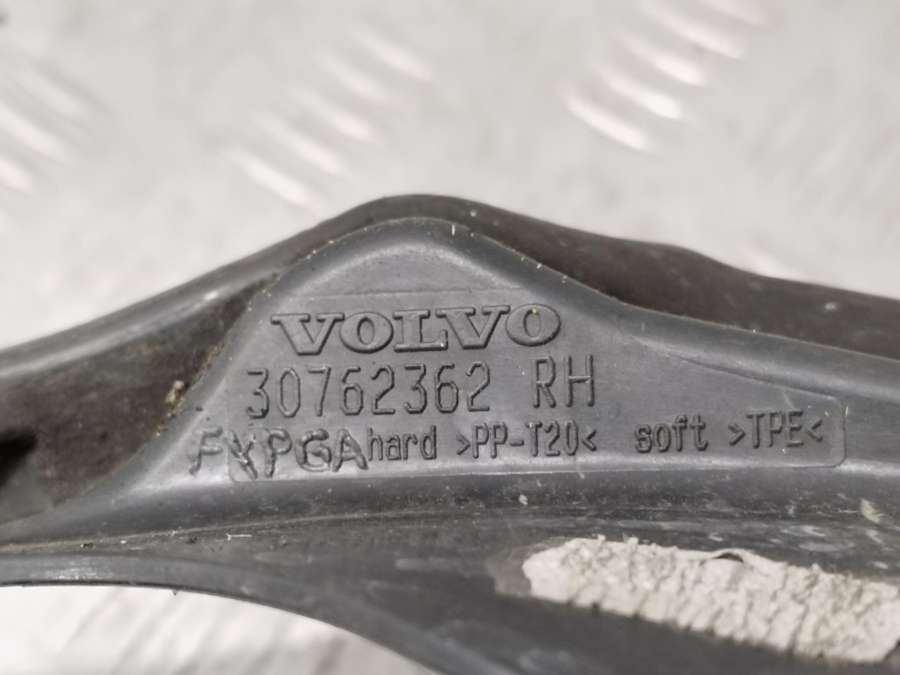 VOLVO
30762362 RH
FYPGA hard >PP-T20< soft >TPE<